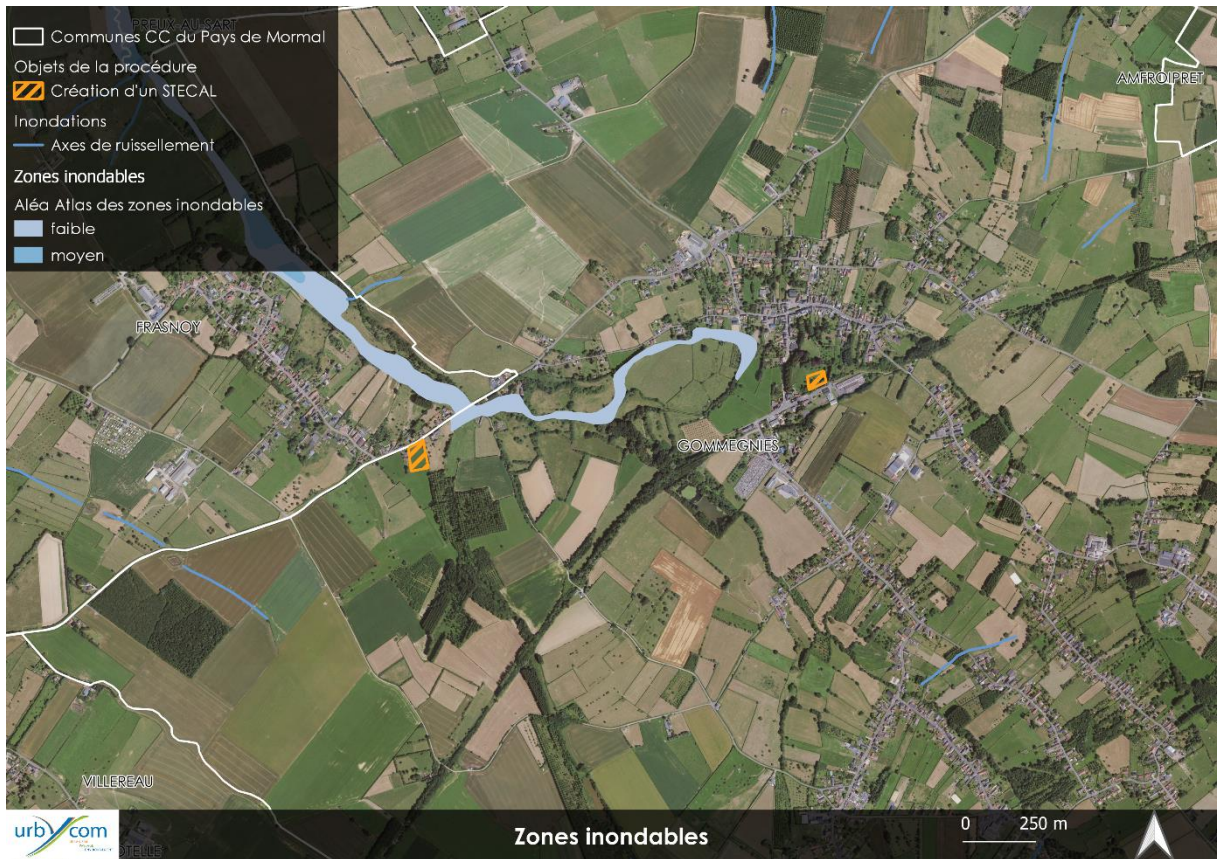 PREUX-AU-SART
Communes CC du Pays de Mormal
Objets de la procédure
Création d'un STECAL
Inondations
Axes de ruissellement
Zones inondables
Aléa Atlas des zones inondables
faible
moyen
AMFROIPRET
FRASNOY
GOMMEGNIES
VILLEREAU
urbycom
OTELLE
Zones inondables
0 250 m